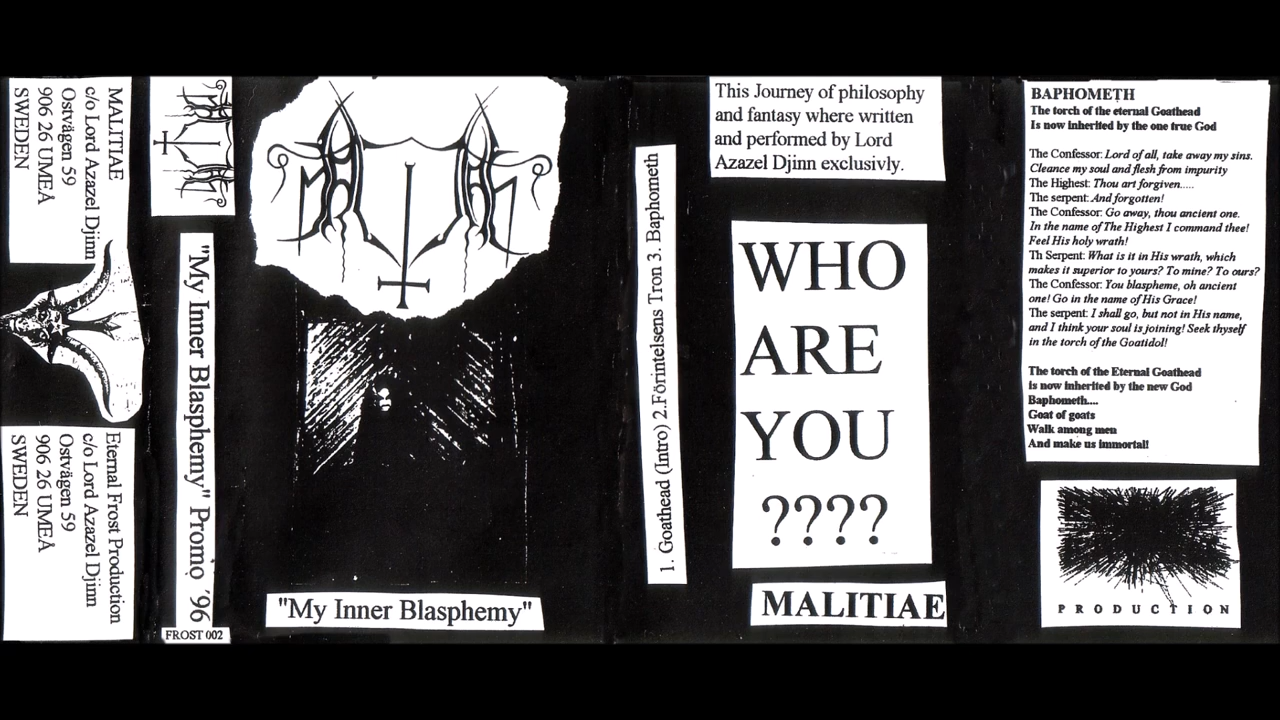 MALITIAE
c/o Lord Azazel Djinn
Ostvägen 59
906 26 UMEÅ
SWEDEN
Eternal Frost Production
c/o Lord Azazel Djinn
Ostvägen 59
906 26 UMEÅ
SWEDEN
"My Inner Blasphemy" Promo ´96
FROST 002
"My Inner Blasphemy"
1. Goathead (Intro) 2.Förintelsens Tron 3. Baphometh
This Journey of philosophy
and fantasy where written
and performed by Lord
Azazel Djinn exclusivly.
WHO
ARE
YOU
????
MALITIAE
BAPHOMETH
The torch of the eternal Goathead
Is now inherited by the one true God
The Confessor: Lord of all, take away my sins.
Cleance my soul and flesh from impurity
The Highest: Thou art forgiven.....
The serpent: And forgotten!
The Confessor: Go away, thou ancient one.
In the name of The Highest I command thee!
Feel His holy wrath!
Th Serpent: What is it in His wrath, which
makes it superior to yours? To mine? To ours?
The Confessor: You blaspheme, oh ancient
one! Go in the name of His Grace!
The serpent: I shall go, but not in His name,
and I think your soul is joining! Seek thyself
in the torch of the Goatidol!
The torch of the Eternal Goathead
is now inherited by the new God
Baphometh....
Goat of goats
Walk among men
And make us immortal!
PRODUCTION